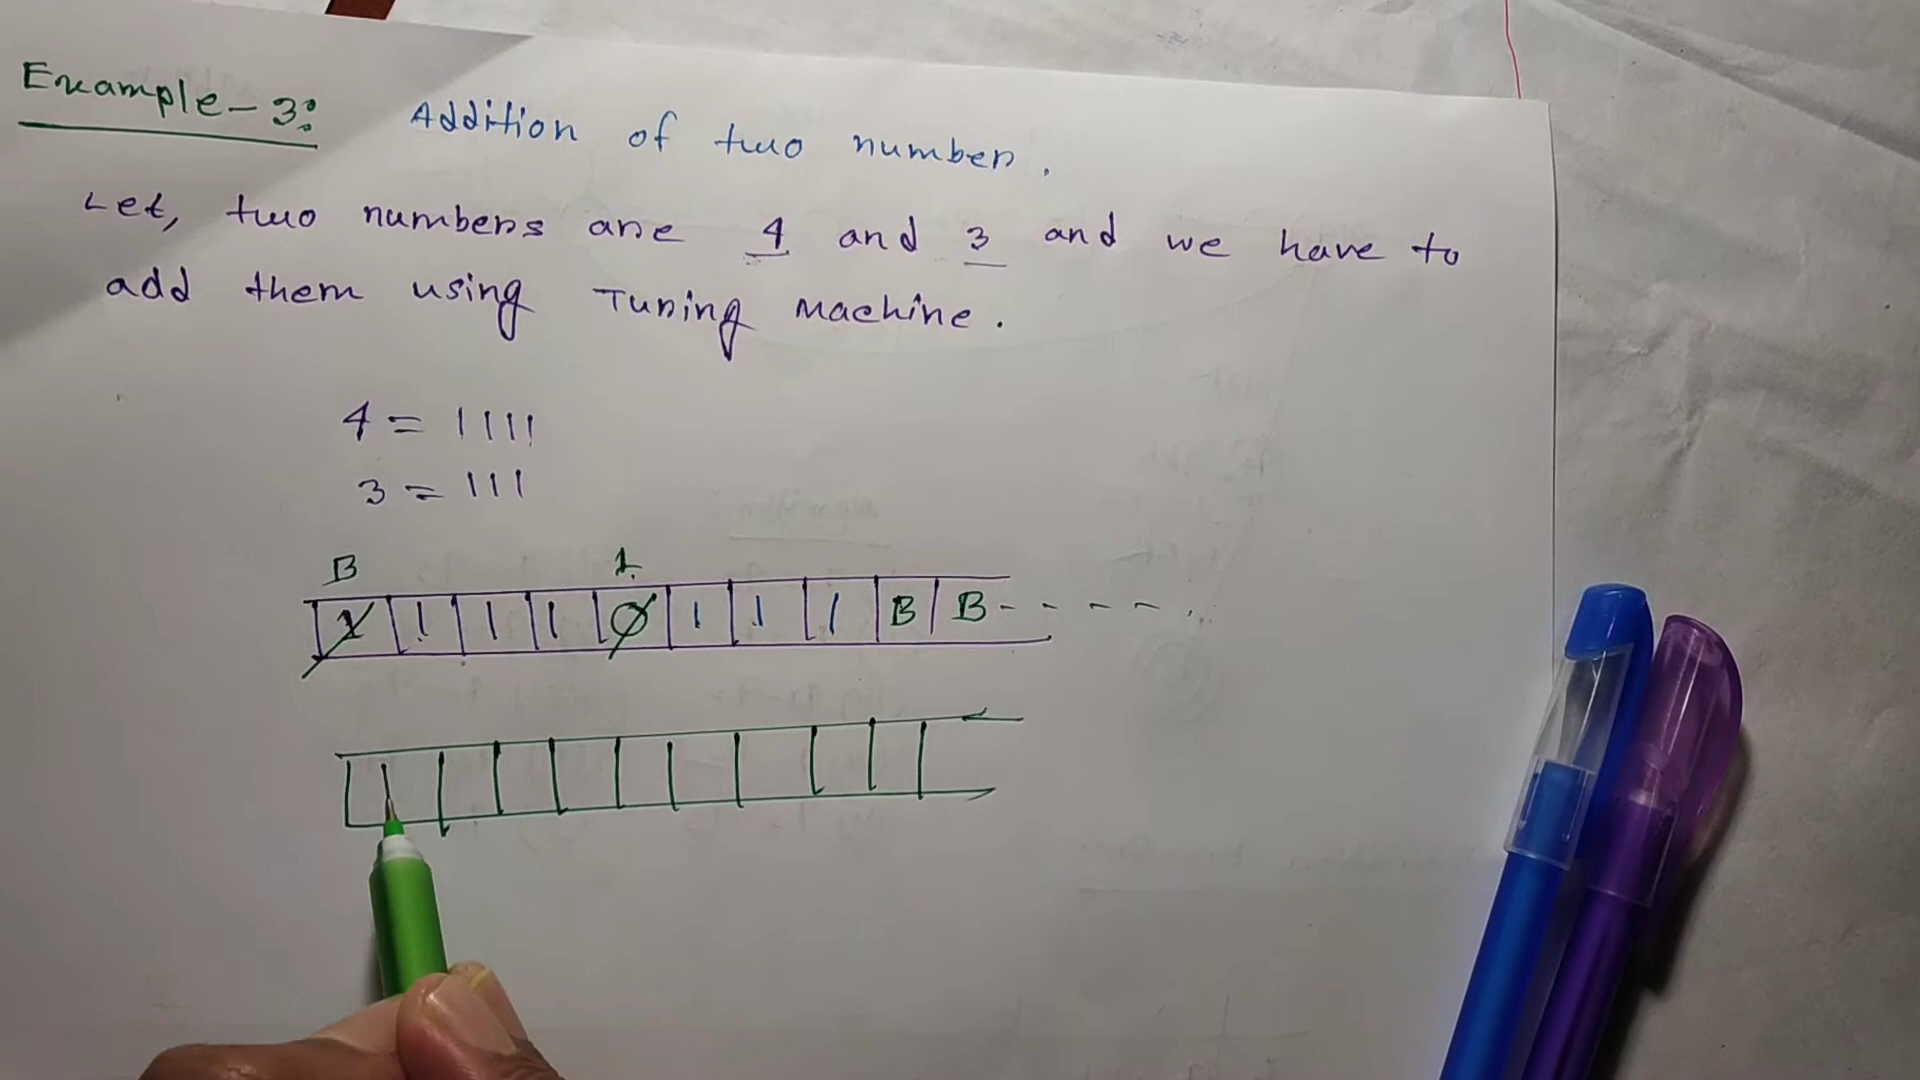 Example-3:
Addition of two number.
Let, two numbers are 4 and 3 and we have to
add them using Turing Machine.
4 = 1111
3 = 111
B 1
1 1 1 1 0 1 1 1 B B - - - - .